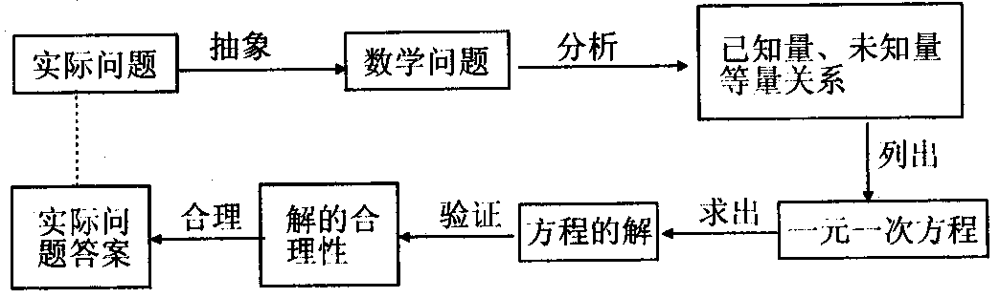 实际问题
抽象
数学问题
分析
已知量、未知量
等量关系
列出
一元一次方程
求出
方程的解
验证
解的合
理性
合理
实际问
题答案